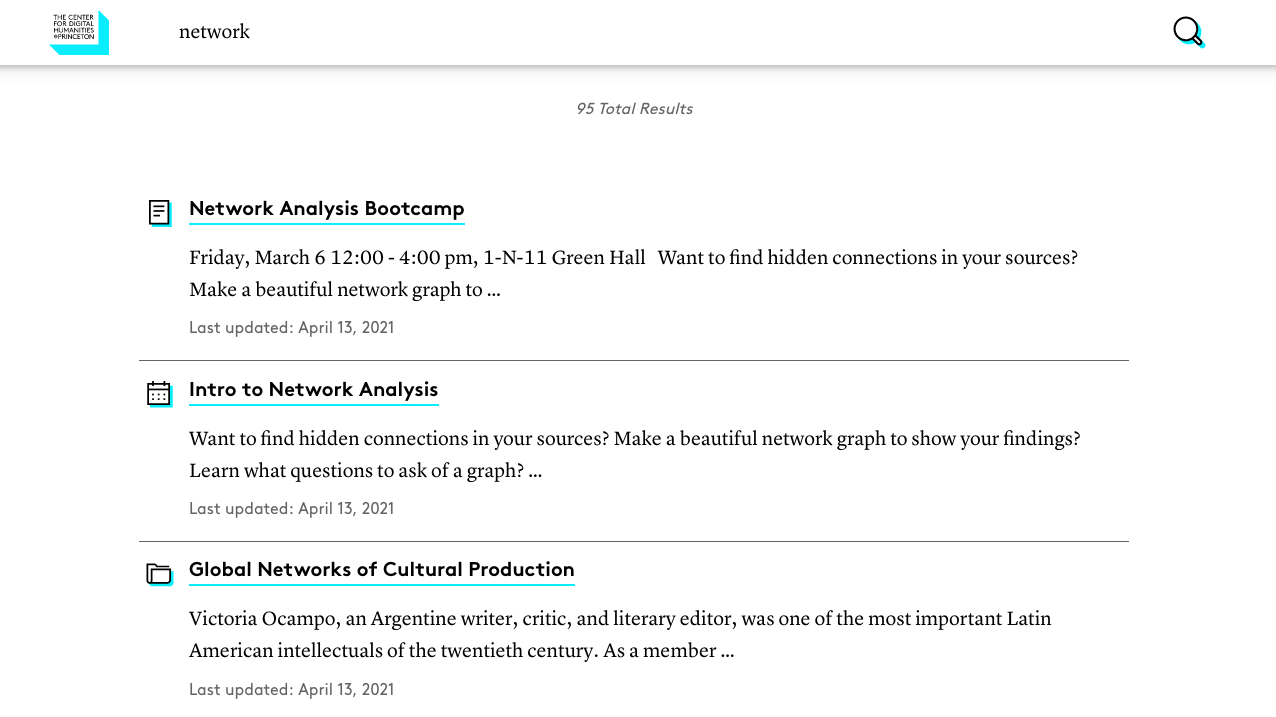 THE CENTER
FOR DIGITAL
HUMANITIES
@PRINCETON
network
95 Total Results
Network Analysis Bootcamp
Friday, March 6 12:00 - 4:00 pm, 1-N-11 Green Hall   Want to find hidden connections in your sources?
Make a beautiful network graph to ...
Last updated: April 13, 2021
Intro to Network Analysis
Want to find hidden connections in your sources? Make a beautiful network graph to show your findings?
Learn what questions to ask of a graph? ...
Last updated: April 13, 2021
Global Networks of Cultural Production
Victoria Ocampo, an Argentine writer, critic, and literary editor, was one of the most important Latin
American intellectuals of the twentieth century. As a member ...
Last updated: April 13, 2021